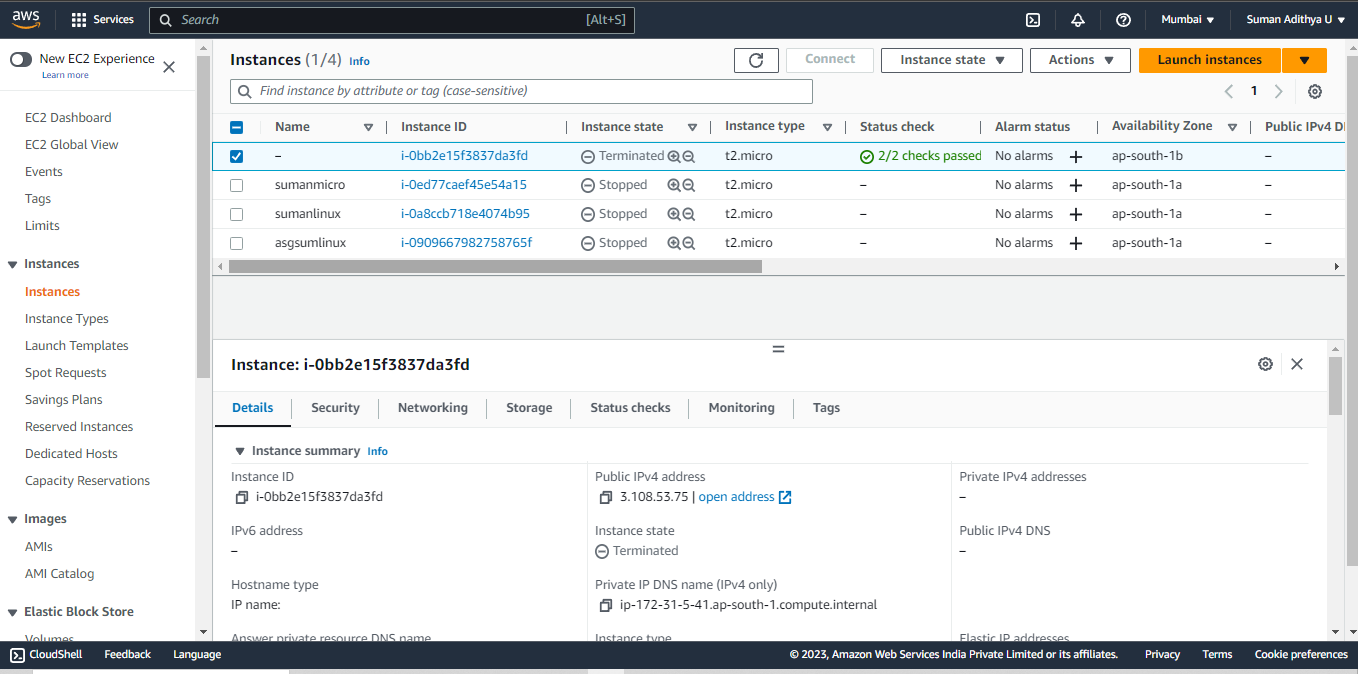 aws Services Search [Alt+S] Mumbai Suman Adithya U
New EC2 Experience
Learn more
EC2 Dashboard
EC2 Global View
Events
Tags
Limits
Instances
Instances
Instance Types
Launch Templates
Spot Requests
Savings Plans
Reserved Instances
Dedicated Hosts
Capacity Reservations
Images
AMIs
AMI Catalog
Elastic Block Store
Volumes
Instances (1/4) Info Connect Instance state Actions Launch instances
Find instance by attribute or tag (case-sensitive) 1
Name Instance ID Instance state Instance type Status check Alarm status Availability Zone Public IPv4 D
– i-0bb2e15f3837da3fd Terminated t2.micro 2/2 checks passed No alarms + ap-south-1b –
sumanmicro i-0ed77caef45e54a15 Stopped t2.micro – No alarms + ap-south-1a –
sumanlinux i-0a8ccb718e4074b95 Stopped t2.micro – No alarms + ap-south-1a –
asgsumlinux i-0909667982758765f Stopped t2.micro – No alarms + ap-south-1a –
Instance: i-0bb2e15f3837da3fd
Details Security Networking Storage Status checks Monitoring Tags
Instance summary Info
Instance ID Public IPv4 address Private IPv4 addresses
i-0bb2e15f3837da3fd 3.108.53.75 | open address –
IPv6 address Instance state Public IPv4 DNS
– Terminated –
Hostname type Private IP DNS name (IPv4 only)
IP name: ip-172-31-5-41.ap-south-1.compute.internal
Answer private resource DNS name Instance type Elastic IP addresses
CloudShell Feedback Language © 2023, Amazon Web Services India Private Limited or its affiliates. Privacy Terms Cookie preferences